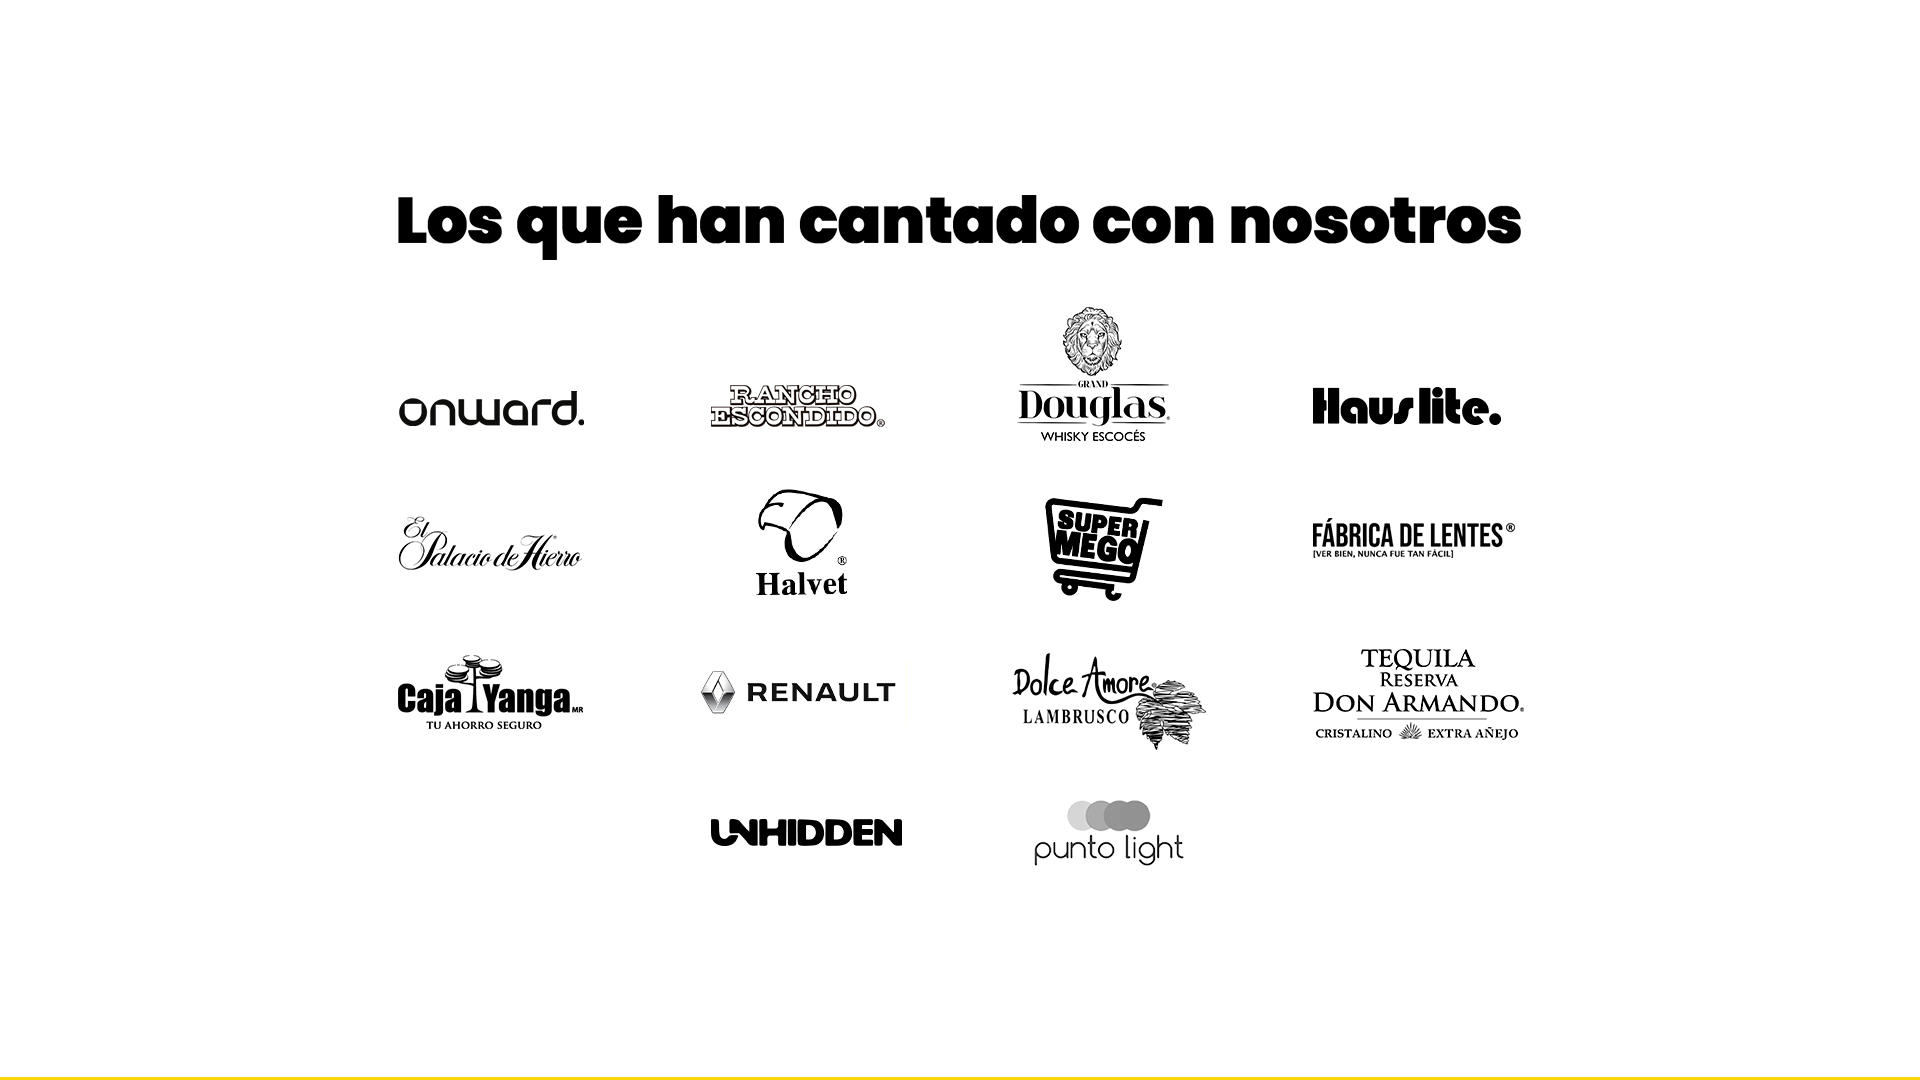 Los que han cantado con nosotros
onward.
RANCHO
ESCONDIDO®
GRAND
Douglas®
WHISKY ESCOCÉS
Haus lite.
El
Palacio de Hierro
®
Halvet
SUPER
MEGO
FÁBRICA DE LENTES®
[VER BIEN, NUNCA FUE TAN FÁCIL]
Caja Yanga MR
TU AHORRO SEGURO
RENAULT
Dolce Amore®
LAMBRUSCO
TEQUILA
RESERVA
DON ARMANDO®
CRISTALINO EXTRA AÑEJO
UNHIDDEN
punto light